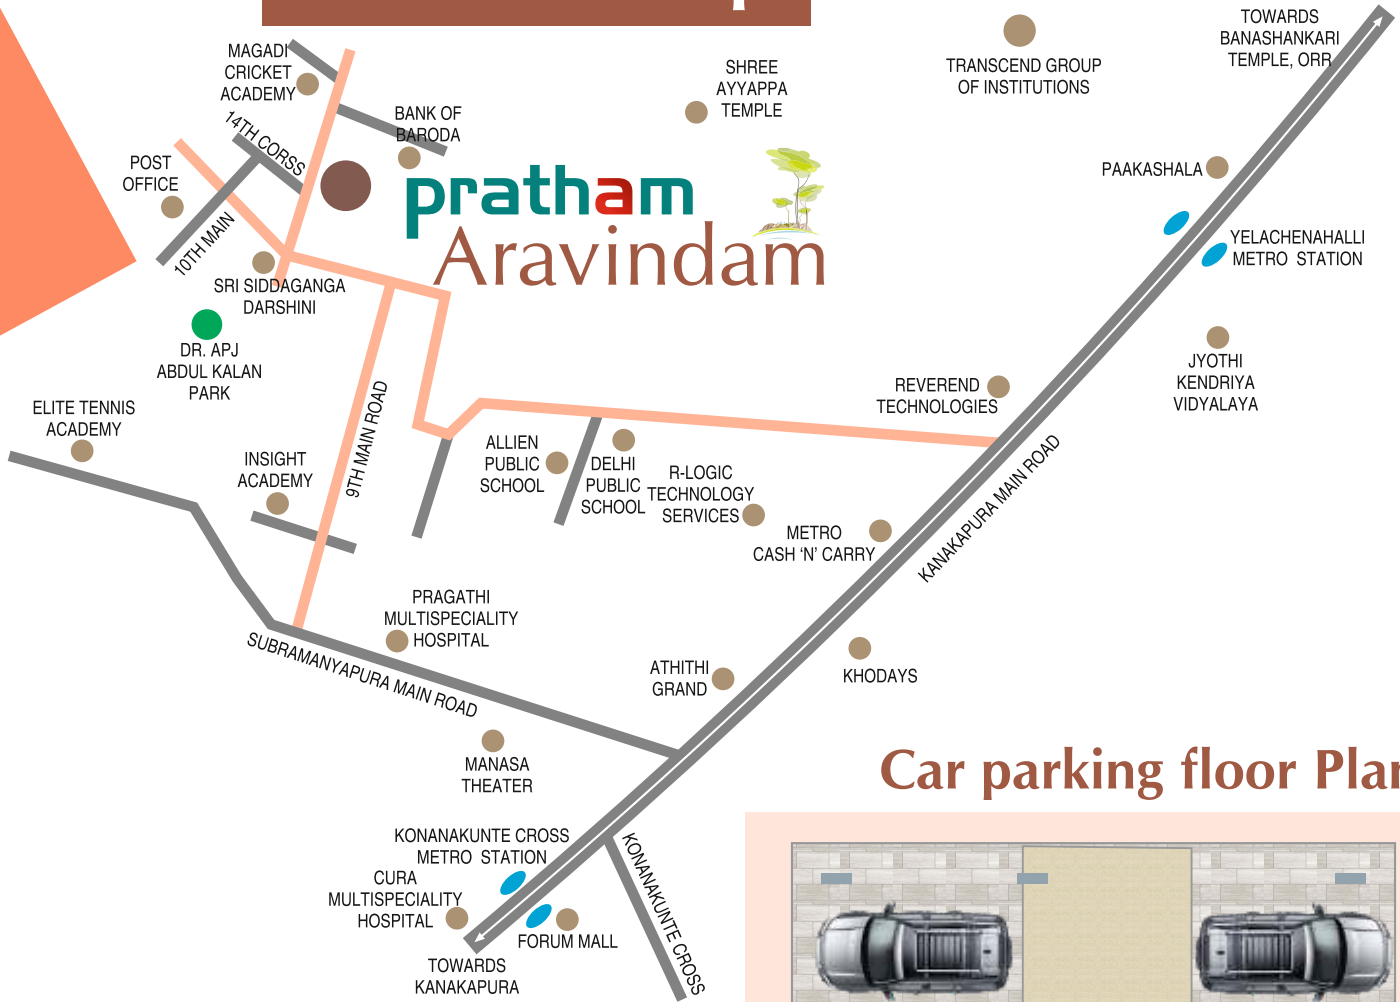 MAGADI
CRICKET
ACADEMY
14TH CORSS
BANK OF
BARODA
POST
OFFICE
10TH MAIN
SRI SIDDAGANGA
DARSHINI
DR. APJ
ABDUL KALAN
PARK
SHREE
AYYAPPA
TEMPLE
pratham
Aravindam
TRANSCEND GROUP
OF INSTITUTIONS
TOWARDS
BANASHANKARI
TEMPLE, ORR
PAAKASHALA
YELACHENAHALLI
METRO STATION
JYOTHI
KENDRIYA
VIDYALAYA
REVEREND
TECHNOLOGIES
KANAKAPURA MAIN ROAD
ELITE TENNIS
ACADEMY
INSIGHT
ACADEMY
9TH MAIN ROAD
ALLIEN
PUBLIC
SCHOOL
DELHI
PUBLIC
SCHOOL
R-LOGIC
TECHNOLOGY
SERVICES
METRO
CASH ‘N’ CARRY
PRAGATHI
MULTISPECIALITY
HOSPITAL
SUBRAMANYAPURA MAIN ROAD
ATHITHI
GRAND
KHODAYS
MANASA
THEATER
KONANAKUNTE CROSS
METRO STATION
CURA
MULTISPECIALITY
HOSPITAL
FORUM MALL
TOWARDS
KANAKAPURA
KONANAKUNTE CROSS
Car parking floor Plan